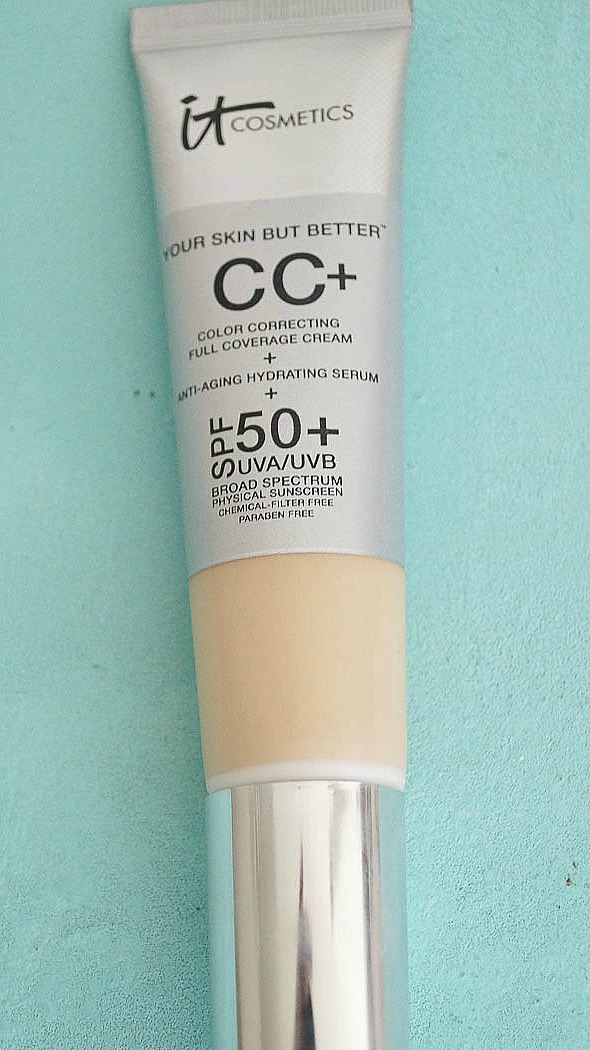 it COSMETICS
YOUR SKIN BUT BETTER™
CC+
COLOR CORRECTING
FULL COVERAGE CREAM
+
ANTI-AGING HYDRATING SERUM
+
SPF 50+
UVA/UVB
BROAD SPECTRUM
PHYSICAL SUNSCREEN
CHEMICAL-FILTER FREE
PARABEN FREE